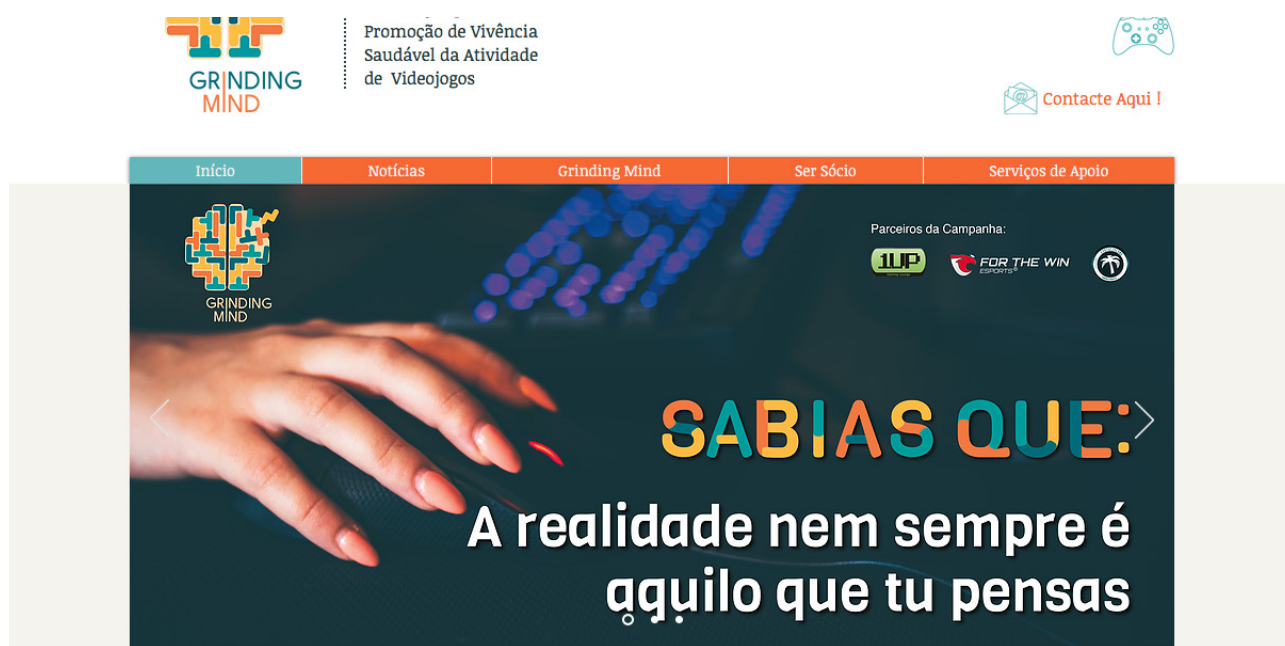 Promoção de Vivência
Saudável da Atividade
de Videojogos
GRINDING
MIND
Contacte Aqui !
Início
Notícias
Grinding Mind
Ser Sócio
Serviços de Apoio
GRINDING
MIND
Parceiros da Campanha:
1UP
FOR THE WIN
ESPORTS®
SABIAS QUE:
A realidade nem sempre é
aquilo que tu pensas